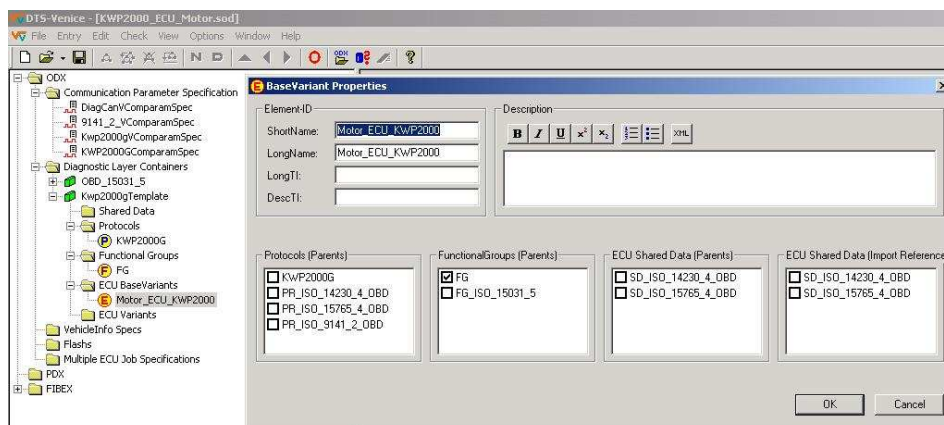 DTS-Venice - [KWP2000_ECU_Motor.sod]
File Entry Edit Check View Options Window Help
N D ODX ?
ODX
Communication Parameter Specification
DiagCanVComparamSpec
9141_2_VComparamSpec
Kwp2000gVComparamSpec
KWP2000GComparamSpec
Diagnostic Layer Containers
OBD_15031_5
Kwp2000gTemplate
Shared Data
Protocols
P KWP2000G
Functional Groups
F FG
ECU BaseVariants
E Motor_ECU_KWP2000
ECU Variants
VehicleInfo Specs
Flashs
Multiple ECU Job Specifications
PDX
FIBEX
E BaseVariant Properties
Element-ID
ShortName: Motor_ECU_KWP2000
LongName: Motor_ECU_KWP2000
LongTI:
DescTI:
Description
B I U x² x₂ XML
Protocols (Parents)
KWP2000G
PR_ISO_14230_4_OBD
PR_ISO_15765_4_OBD
PR_ISO_9141_2_OBD
FunctionalGroups (Parents)
FG
FG_ISO_15031_5
ECU Shared Data (Parents)
SD_ISO_14230_4_OBD
SD_ISO_15765_4_OBD
ECU Shared Data (Import Reference
SD_ISO_14230_4_OBD
SD_ISO_15765_4_OBD
OK Cancel